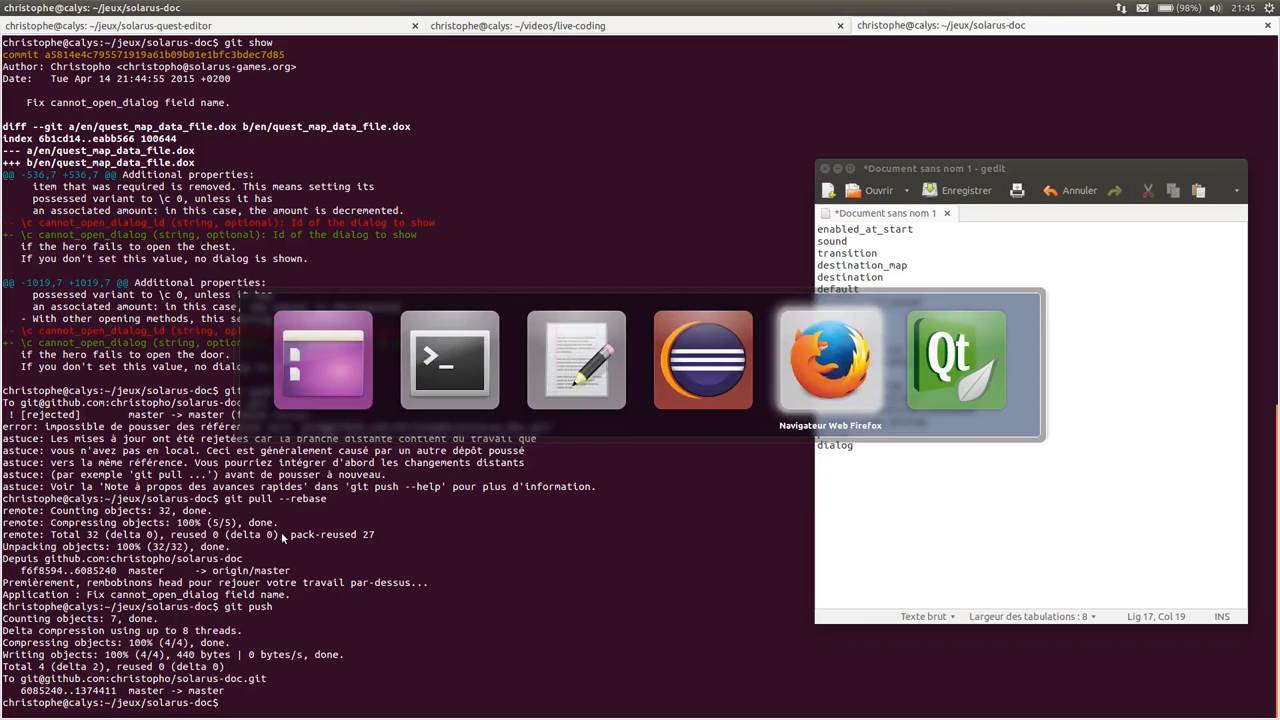 christophe@calys: ~/jeux/solarus-doc
(98%)
21:45
christophe@calys: ~/jeux/solarus-quest-editor
christophe@calys: ~/videos/live-coding
christophe@calys: ~/jeux/solarus-doc
christophe@calys:~/jeux/solarus-doc$ git show
commit a5814e4c795571919a61b09b01e1bfc3bdec7d85
Author: Christopho <christopho@solarus-games.org>
Date:   Tue Apr 14 21:44:55 2015 +0200
Fix cannot_open_dialog field name.
diff --git a/en/quest_map_data_file.dox b/en/quest_map_data_file.dox
index 6b1cd14..eabb566 100644
--- a/en/quest_map_data_file.dox
+++ b/en/quest_map_data_file.dox
@@ -536,7 +536,7 @@ Additional properties:
item that was required is removed. This means setting its
possessed variant to \c 0, unless it has
an associated amount: in this case, the amount is decremented.
-- \c cannot_open_dialog_id (string, optional): Id of the dialog to show
+- \c cannot_open_dialog (string, optional): Id of the dialog to show
if the hero fails to open the chest.
If you don't set this value, no dialog is shown.
@@ -1019,7 +1019,7 @@ Additional properties:
possessed variant to \c 0, unless it has
an associated amount: in this case,
- With other opening methods, this se
-- \c cannot_open_dialog_id (string, op
+- \c cannot_open_dialog (string, optio
if the hero fails to open the door.
If you don't set this value, no dialo
christophe@calys:~/jeux/solarus-doc$ git
To git@github.com:christopho/solarus-doc
! [rejected]        master -> master
error: impossible de pousser des référ
astuce: Les mises à jour ont été rejetées car la branche distante contient du travail que
astuce: vous n'avez pas en local. Ceci est généralement causé par un autre dépôt poussé
astuce: vers la même référence. Vous pourriez intégrer d'abord les changements distants
astuce: (par exemple 'git pull ...') avant de pousser à nouveau.
astuce: Voir la 'Note à propos des avances rapides' dans 'git push --help' pour plus d'information.
christophe@calys:~/jeux/solarus-doc$ git pull --rebase
remote: Counting objects: 32, done.
remote: Compressing objects: 100% (5/5), done.
remote: Total 32 (delta 0), reused 0 (delta 0), pack-reused 27
Unpacking objects: 100% (32/32), done.
Depuis github.com:christopho/solarus-doc
f6f8594..6085240  master     -> origin/master
Premièrement, rembobinons head pour rejouer votre travail par-dessus...
Application : Fix cannot_open_dialog field name.
christophe@calys:~/jeux/solarus-doc$ git push
Counting objects: 7, done.
Delta compression using up to 8 threads.
Compressing objects: 100% (4/4), done.
Writing objects: 100% (4/4), 440 bytes | 0 bytes/s, done.
Total 4 (delta 2), reused 0 (delta 0)
To git@github.com:christopho/solarus-doc.git
6085240..1374411  master -> master
christophe@calys:~/jeux/solarus-doc$
*Document sans nom 1 - gedit
Ouvrir
Enregistrer
Annuler
*Document sans nom 1
enabled_at_start
sound
transition
destination_map
destination
default
Qt
Navigateur Web Firefox
dialog
Texte brut
Largeur des tabulations : 8
Lig 17, Col 19
INS